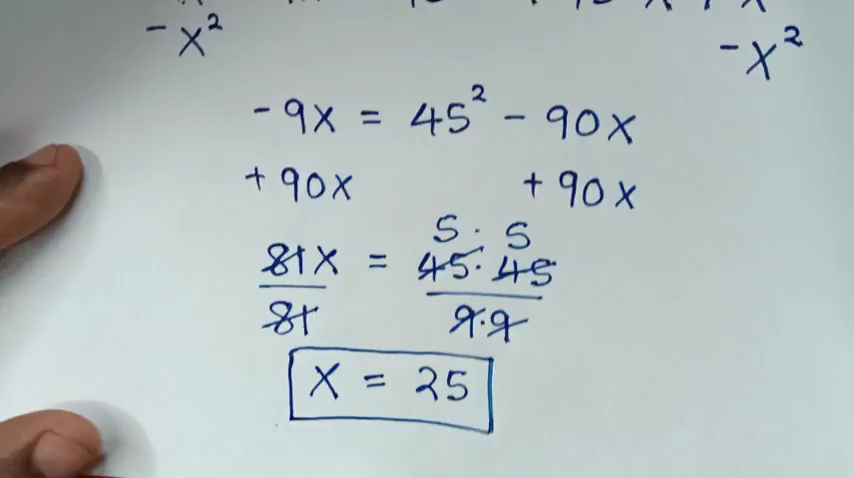 - x² - x²
- 9x = 45² - 90x
+ 90x + 90x
5 . 5
81x = 45 . 45
81 9 . 9
x = 25